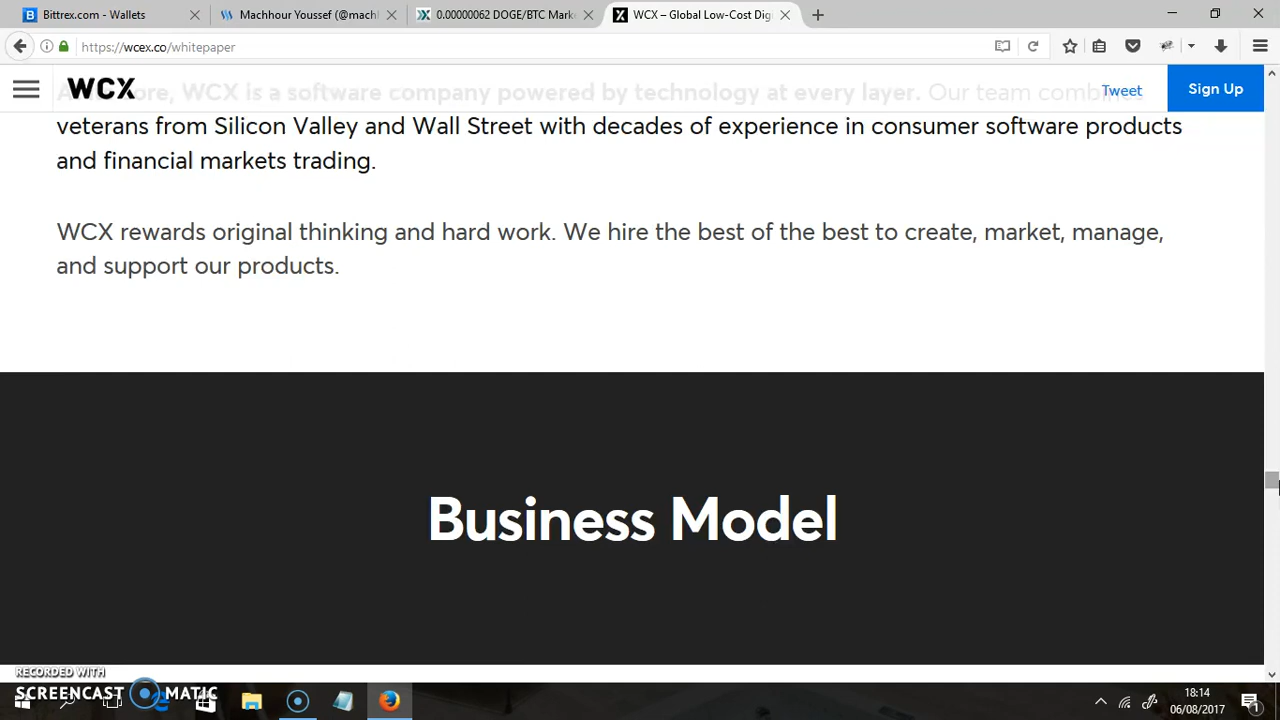 Bittrex.com - Wallets
Machhour Youssef (@machl
0.00000062 DOGE/BTC Mark
WCX – Global Low-Cost Dig
https://wcex.co/whitepaper
WCX
Tweet
Sign Up
WCX is a software company powered by technology at every layer. Our team
veterans from Silicon Valley and Wall Street with decades of experience in consumer software products
and financial markets trading.
WCX rewards original thinking and hard work. We hire the best of the best to create, market, manage,
and support our products.
Business Model
RECORDED WITH
SCREENCAST MATIC
18:14
06/08/2017
1